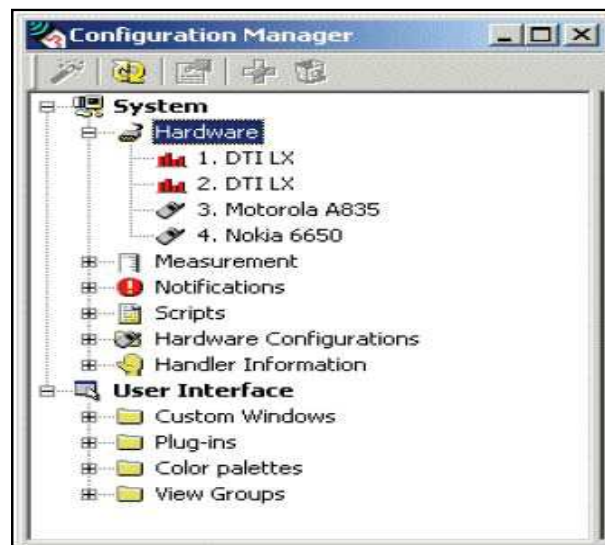 Configuration Manager
System
Hardware
1. DTI LX
2. DTI LX
3. Motorola A835
4. Nokia 6650
Measurement
Notifications
Scripts
Hardware Configurations
Handler Information
User Interface
Custom Windows
Plug-ins
Color palettes
View Groups